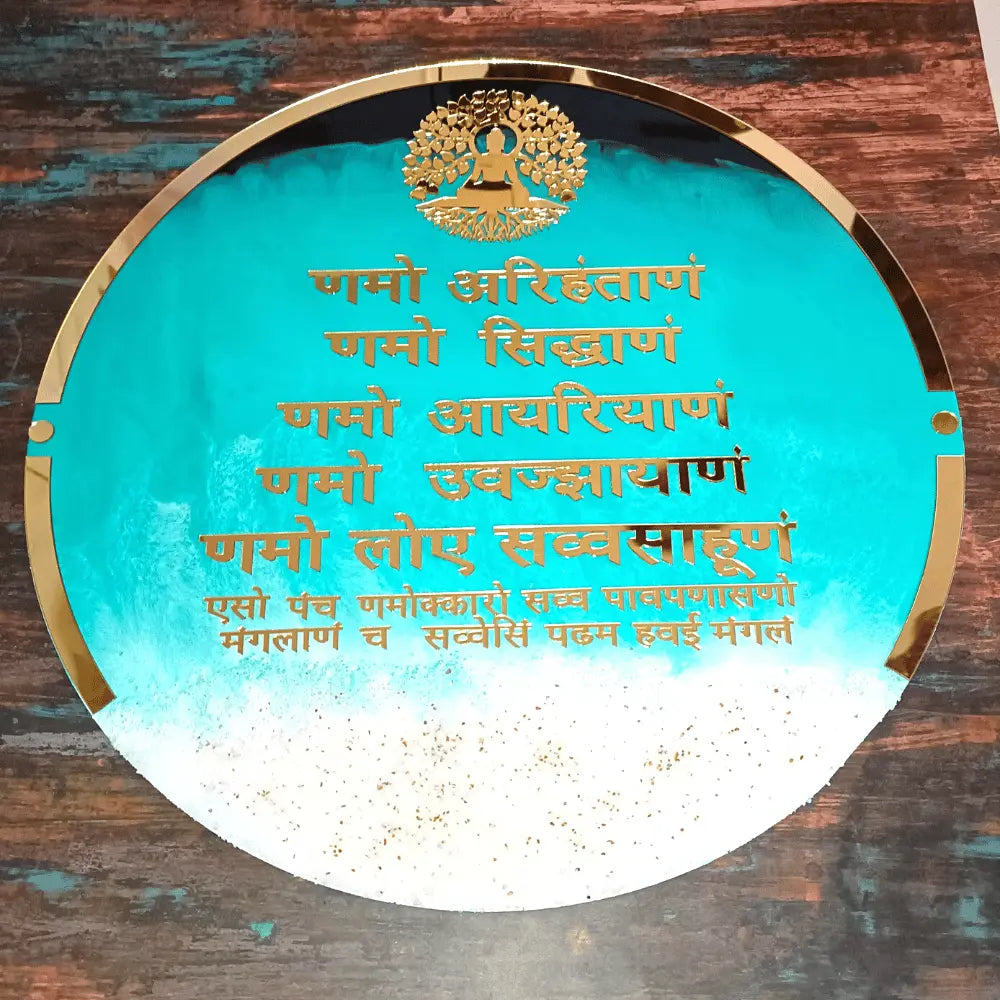 णमो अरिहंताणं
णमो सिद्धाणं
णमो आयरियाणं
णमो उवज्झायाणं
णमो लोए सव्वसाहूणं
एसो पंच णमोक्कारो सव्व पावपणासणो
मंगलाणं च सव्वेसिं पढम हवई मंगलं